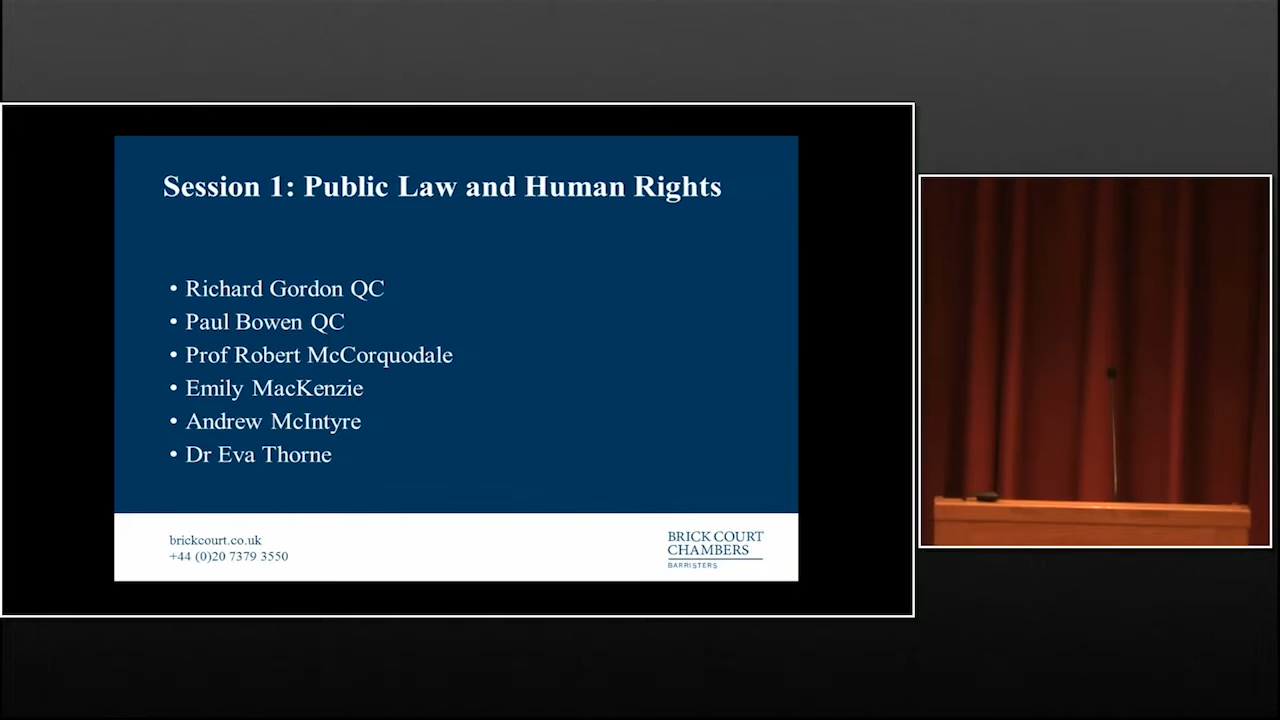 Session 1: Public Law and Human Rights
• Richard Gordon QC
• Paul Bowen QC
• Prof Robert McCorquodale
• Emily MacKenzie
• Andrew McIntyre
• Dr Eva Thorne
brickcourt.co.uk
+44 (0)20 7379 3550
BRICK COURT
CHAMBERS
BARRISTERS